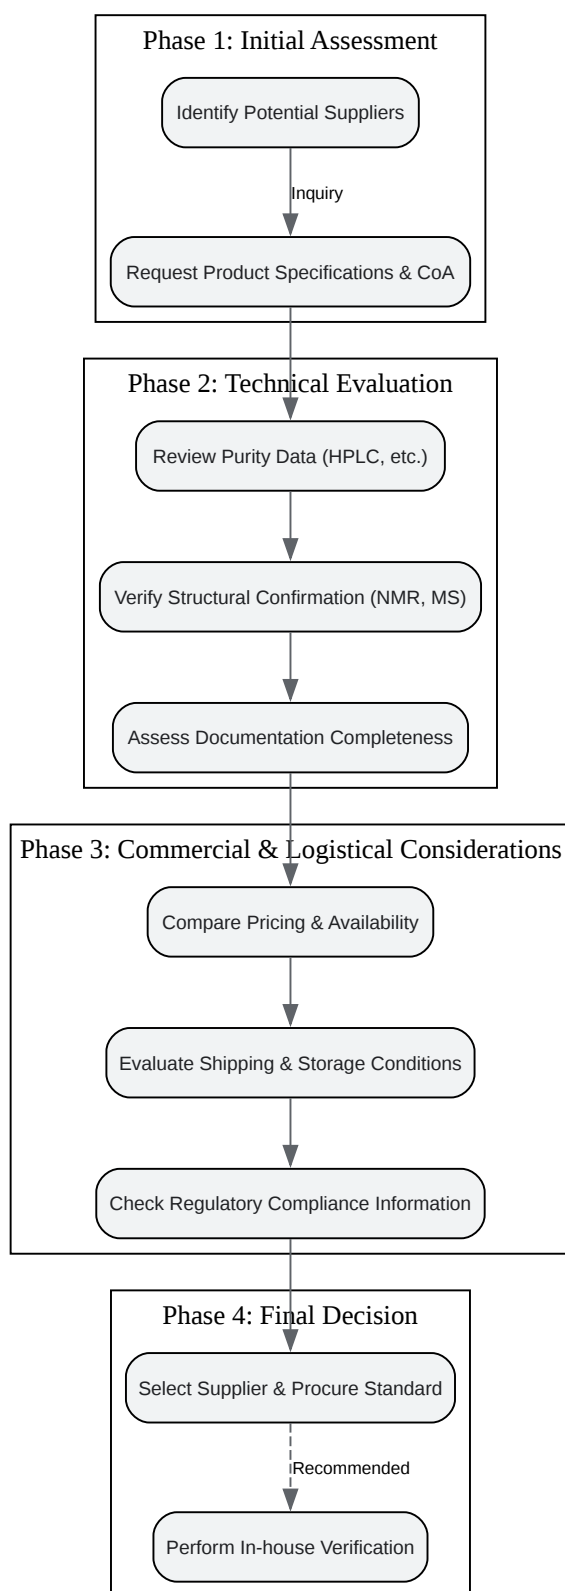 Phase 1: Initial Assessment
Identify Potential Suppliers
Inquiry
Request Product Specifications & CoA
Phase 2: Technical Evaluation
Review Purity Data (HPLC, etc.)
Verify Structural Confirmation (NMR, MS)
Assess Documentation Completeness
Phase 3: Commercial & Logistical Considerations
Compare Pricing & Availability
Evaluate Shipping & Storage Conditions
Check Regulatory Compliance Information
Phase 4: Final Decision
Select Supplier & Procure Standard
Recommended
Perform In-house Verification